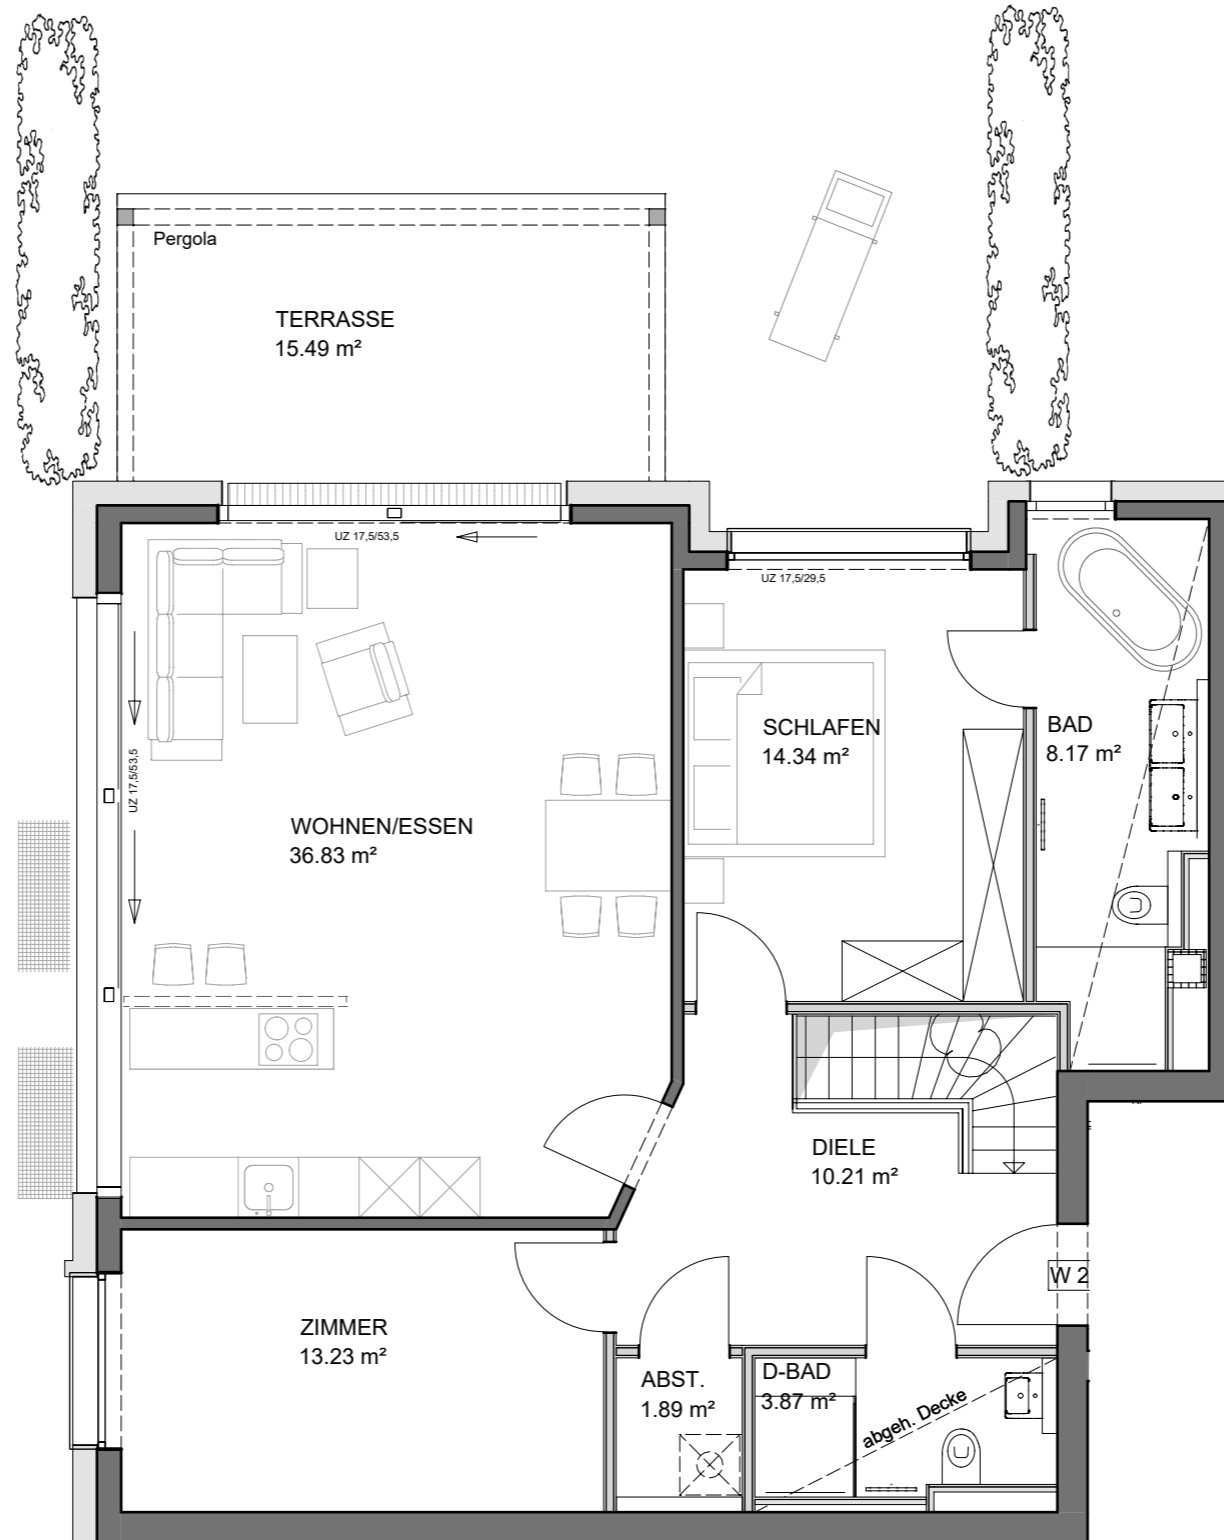 Pergola
TERRASSE
15.49 m²
UZ 17,5/53,5
UZ 17,5/29,5
SCHLAFEN
14.34 m²
BAD
8.17 m²
UZ 17,5/53,5
WOHNEN/ESSEN
36.83 m²
DIELE
10.21 m²
W 2
ZIMMER
13.23 m²
ABST.
1.89 m²
D-BAD
3.87 m²
abgeh. Decke